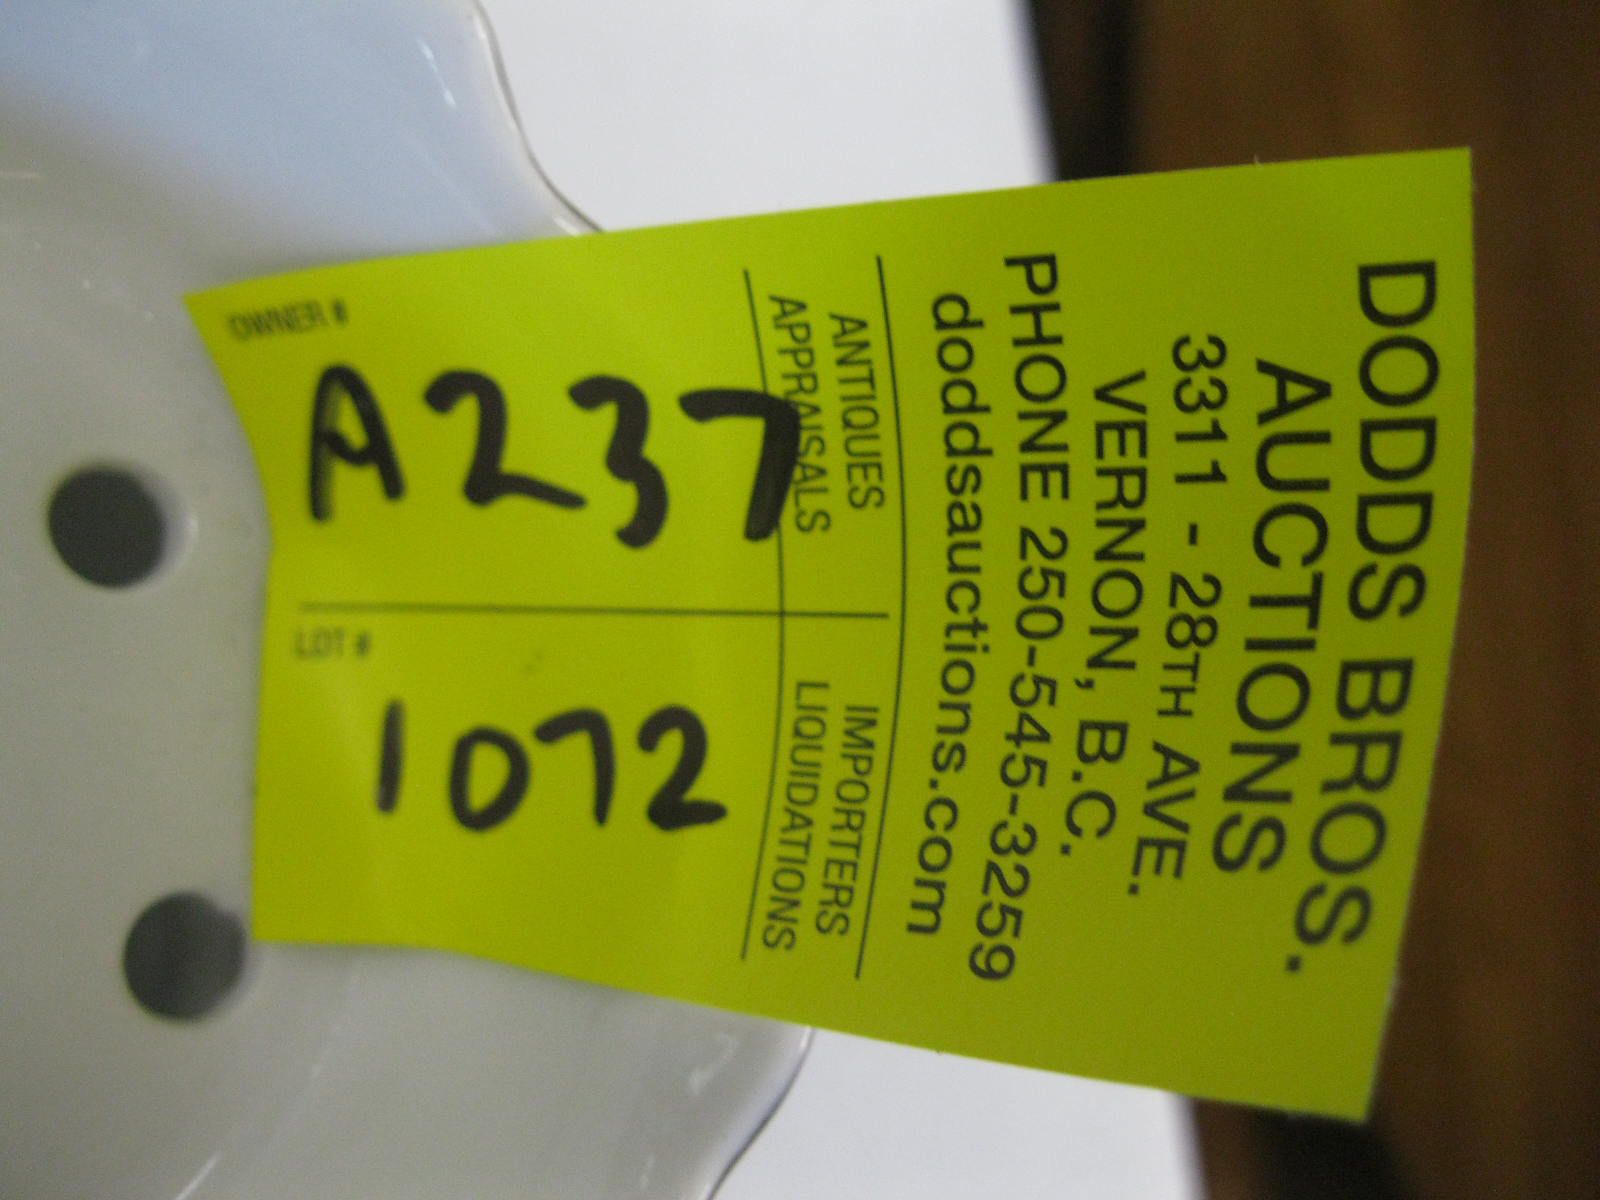 DODDS BROS.
AUCTIONS
3311 - 28TH AVE.
VERNON, B.C.
PHONE 250-545-3259
doddsauctions.com
ANTIQUES IMPORTERS
APPRAISALS LIQUIDATIONS
OWNER # LOT #
A237 1072